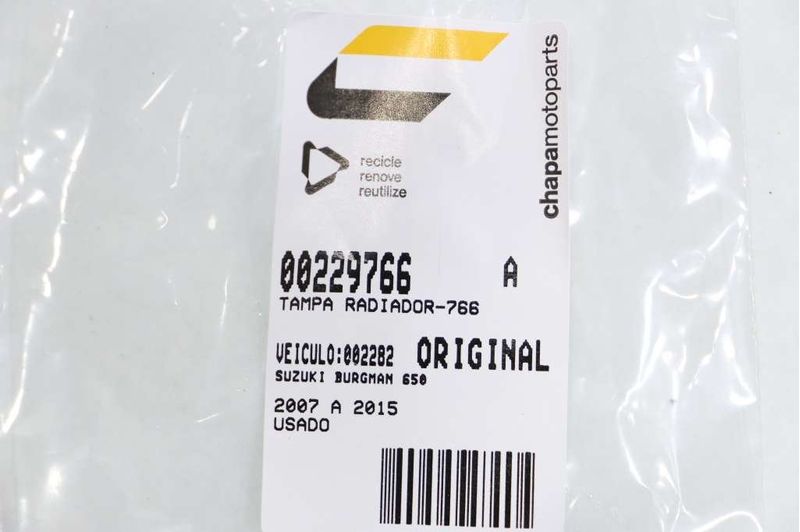 chapamotoparts
recicle
renove
reutilize
00229766 A
TAMPA RADIADOR-766
VEICULO:002282 ORIGINAL
SUZUKI BURGMAN 650
2007 A 2015
USADO